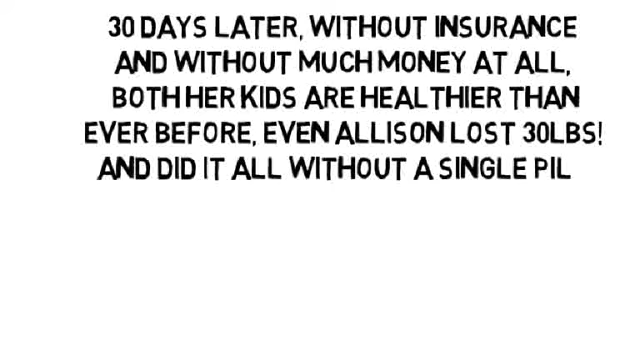 30 DAYS LATER, WITHOUT INSURANCE
AND WITHOUT MUCH MONEY AT ALL,
BOTH HER KIDS ARE HEALTHIER THAN
EVER BEFORE, EVEN ALLISON LOST 30LBS!
AND DID IT ALL WITHOUT A SINGLE PIL